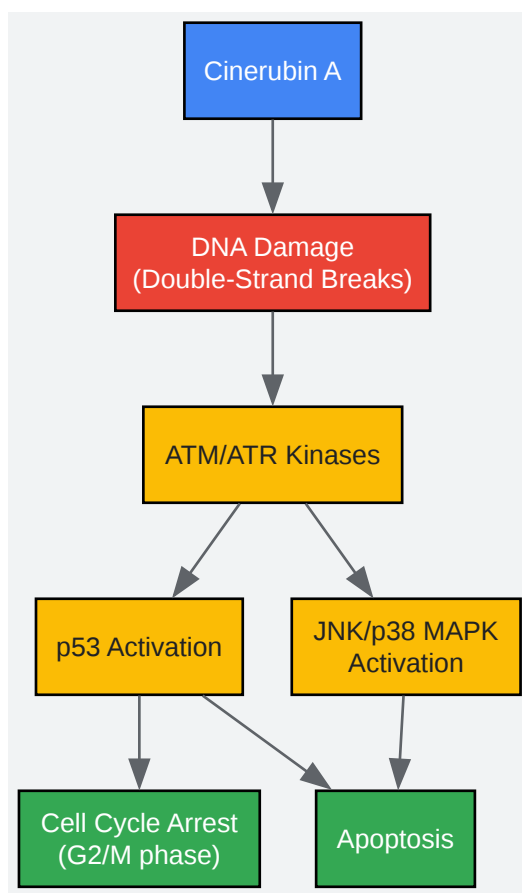 Cinerubin A
DNA Damage
(Double-Strand Breaks)
ATM/ATR Kinases
p53 Activation
JNK/p38 MAPK
Activation
Cell Cycle Arrest
(G2/M phase)
Apoptosis